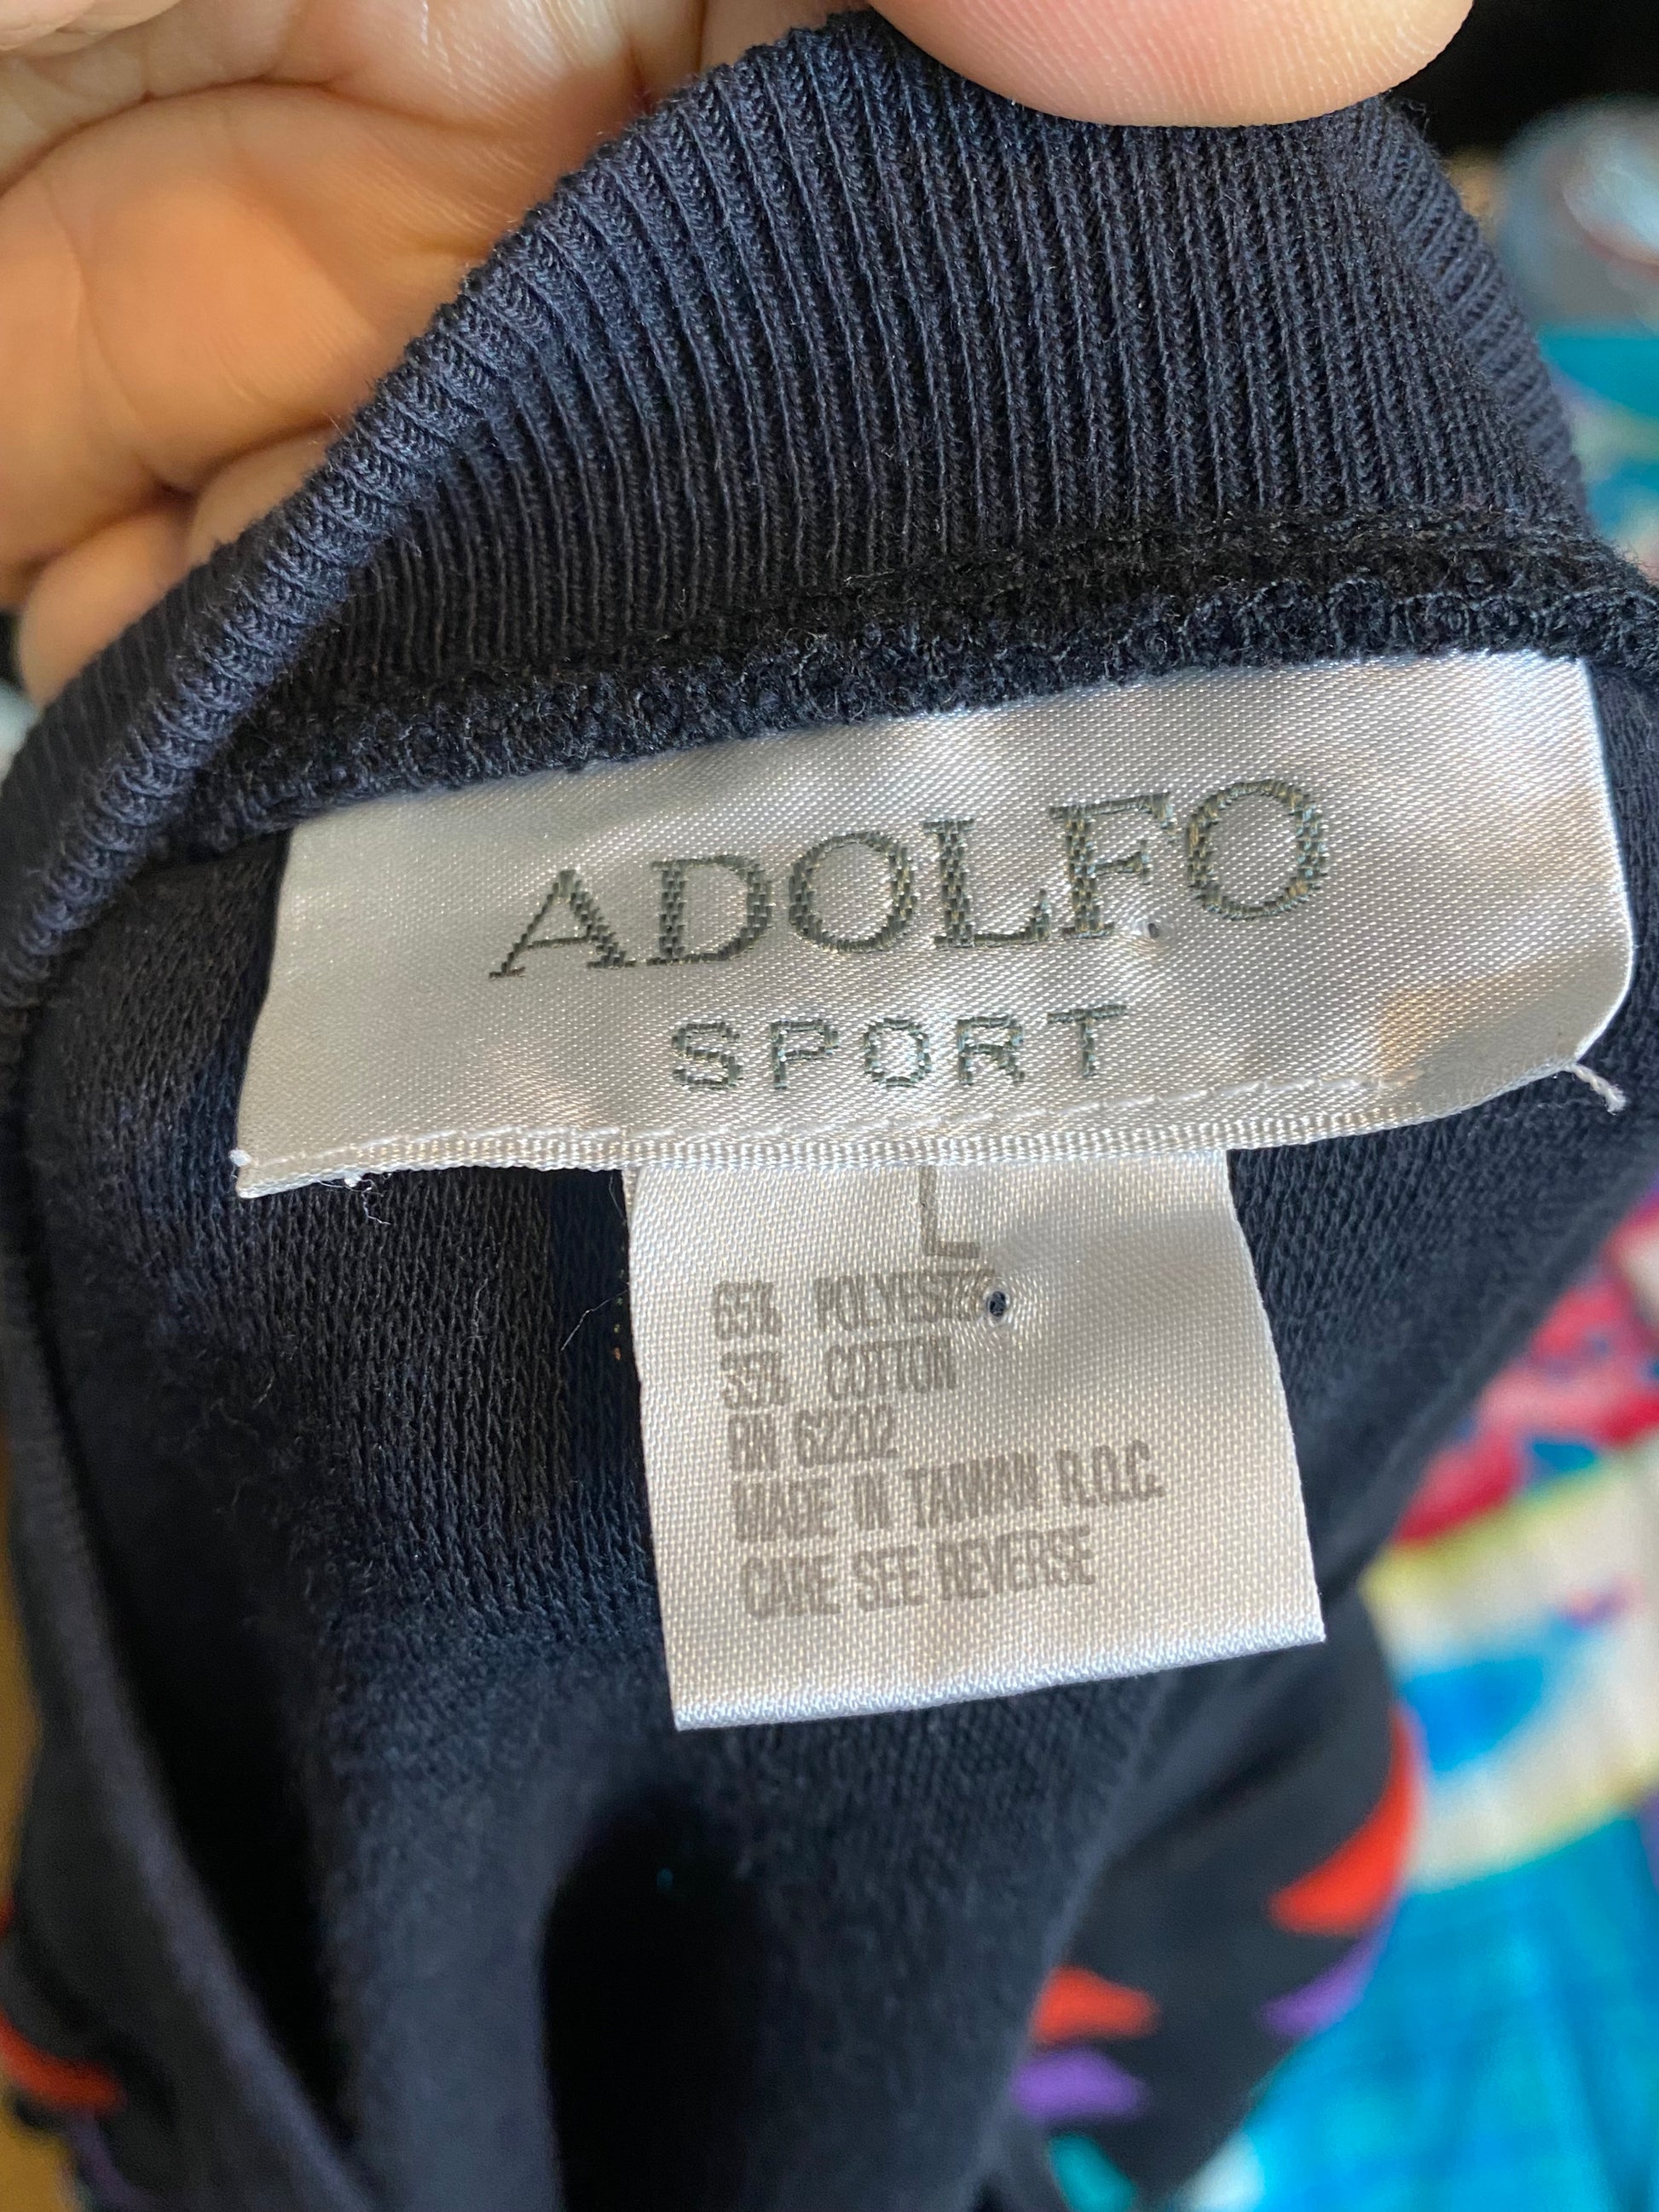 ADOLFO
SPORT
L
65% POLYESTER
35% COTTON
RN 62202
MADE IN TAIWAN R.O.C.
CARE SEE REVERSE